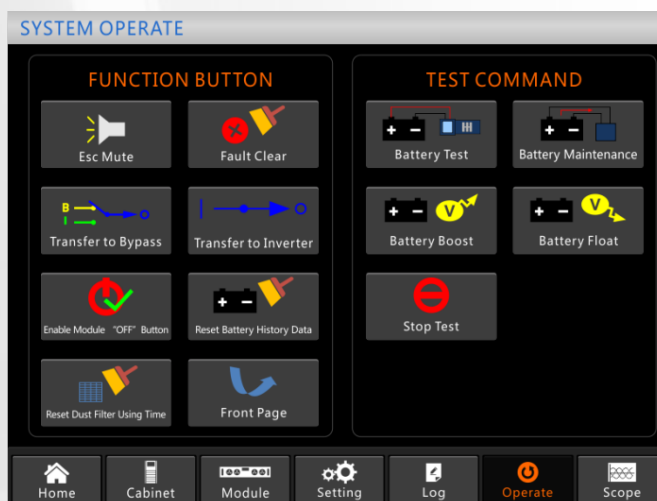 SYSTEM OPERATE
FUNCTION BUTTON
Esc Mute
Fault Clear
B
I
Transfer to Bypass
Transfer to Inverter
Enable Module “OFF” Button
Reset Battery History Data
Reset Dust Filter Using Time
Front Page
TEST COMMAND
Battery Test
Battery Maintenance
V
Battery Boost
V
Battery Float
Stop Test
Home
Cabinet
Module
Setting
Log
Operate
Scope